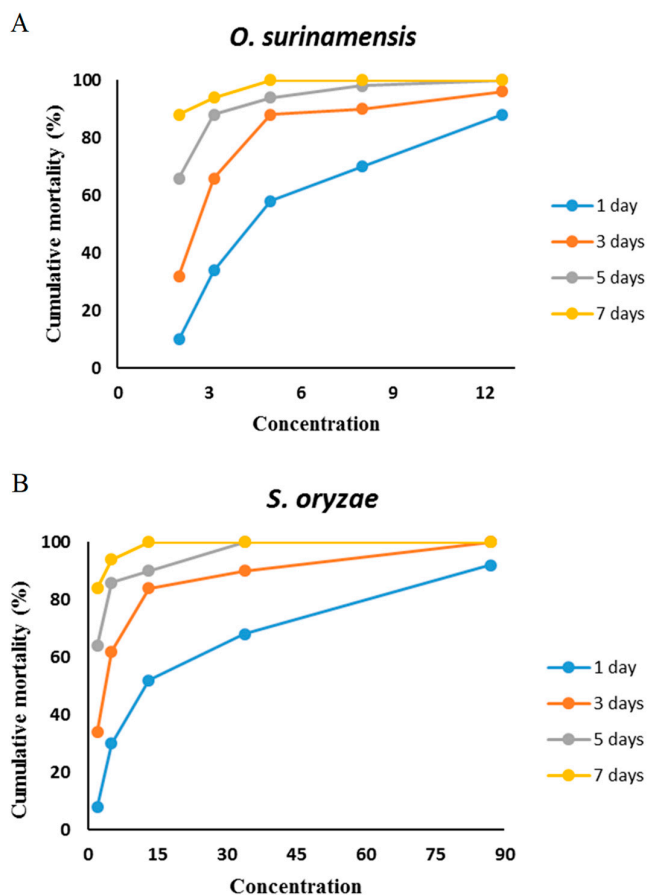 A
O. surinamensis
100
80
60
40
20
0
Cumulative mortality (%)
0 3 6 9 12
Concentration
1 day
3 days
5 days
7 days
B
S. oryzae
100
80
60
40
20
0
Cumulative mortality (%)
0 15 30 45 60 75 90
Concentration
1 day
3 days
5 days
7 days